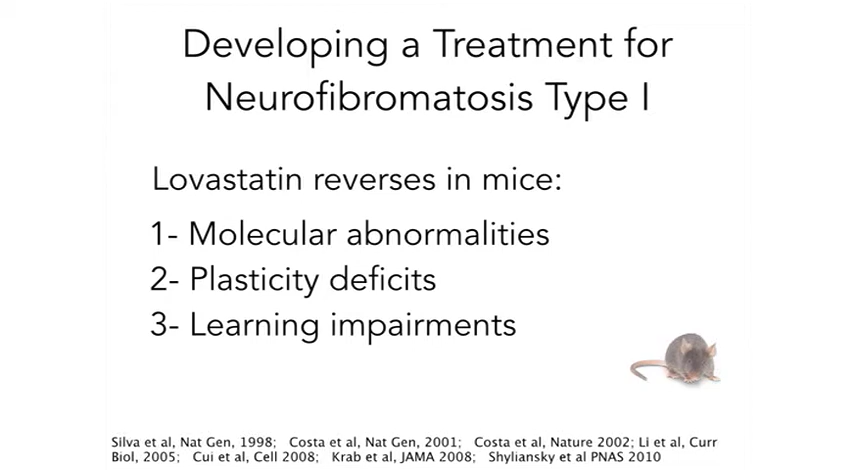 Developing a Treatment for
Neurofibromatosis Type I
Lovastatin reverses in mice:
1- Molecular abnormalities
2- Plasticity deficits
3- Learning impairments
Silva et al, Nat Gen, 1998;   Costa et al, Nat Gen, 2001;   Costa et al, Nature 2002; Li et al, Curr
Biol, 2005;   Cui et al, Cell 2008;   Krab et al, JAMA 2008;   Shyliansky et al PNAS 2010